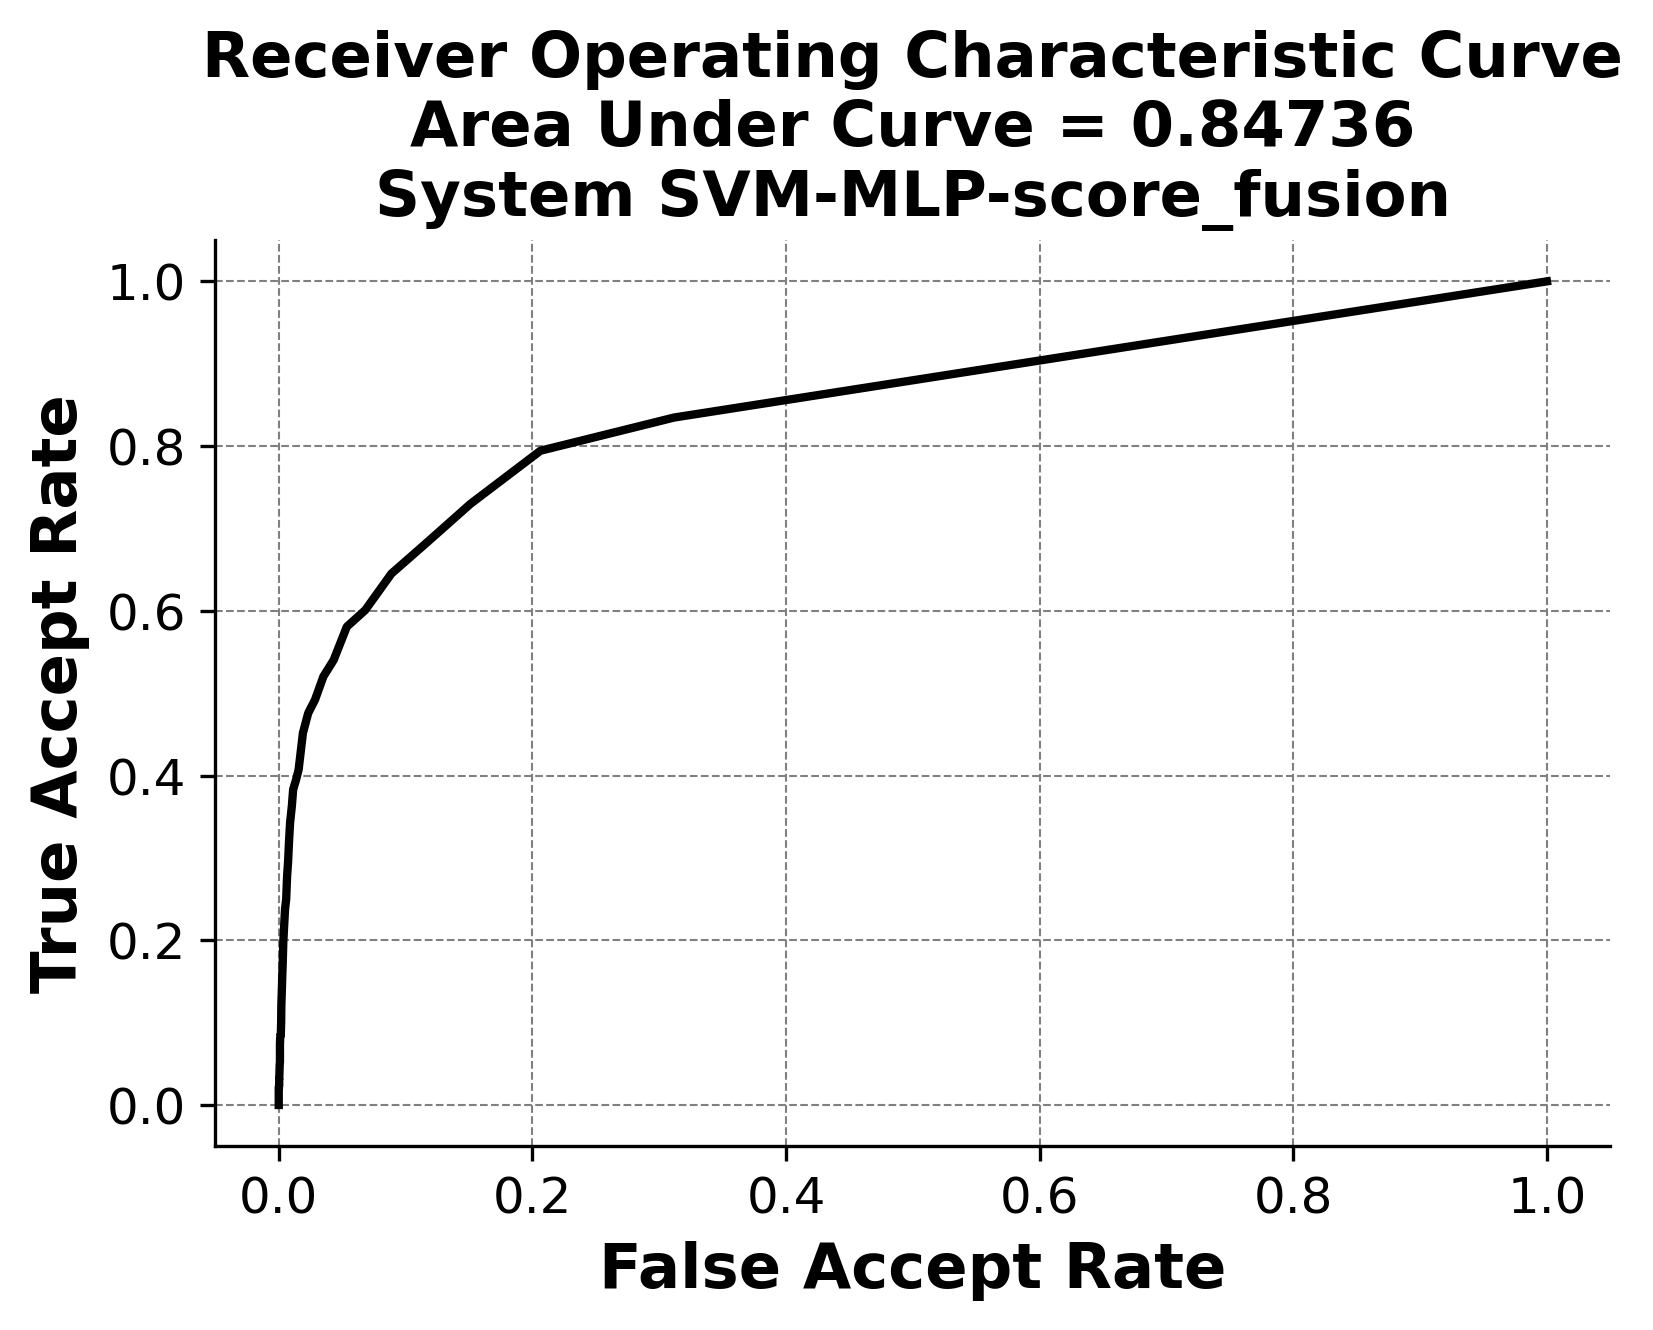 Receiver Operating Characteristic Curve
Area Under Curve = 0.84736
System SVM-MLP-score_fusion
True Accept Rate
1.0
0.8
0.6
0.4
0.2
0.0
0.0 0.2 0.4 0.6 0.8 1.0
False Accept Rate